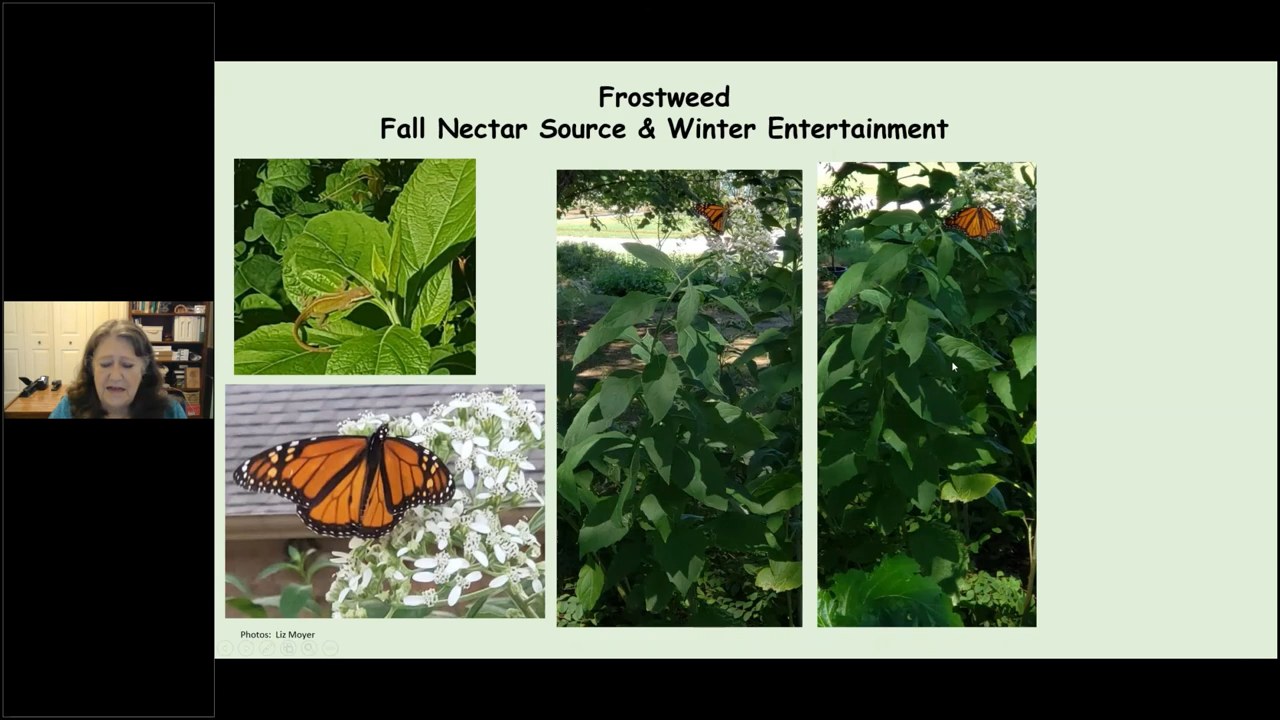 Frostweed
Fall Nectar Source & Winter Entertainment
Photos: Liz Moyer